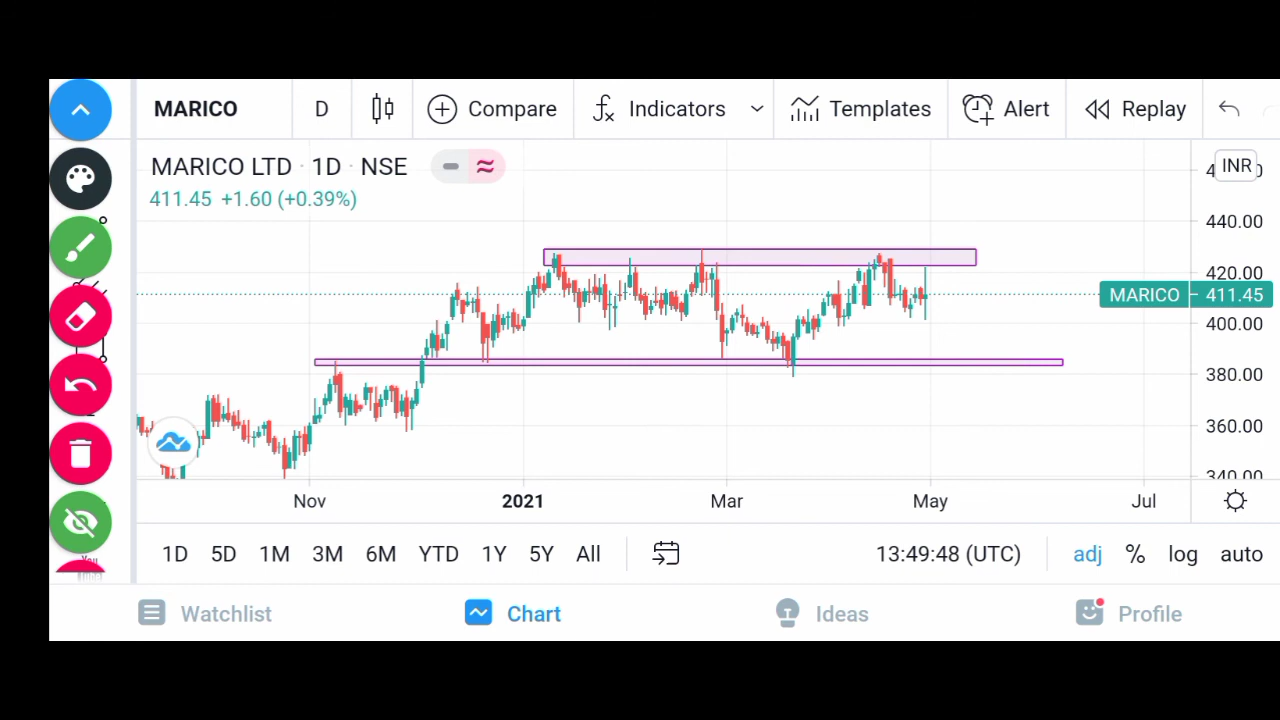 MARICO D Compare Indicators Templates Alert Replay
MARICO LTD · 1D · NSE
INR
411.45 +1.60 (+0.39%)
440.00
420.00
MARICO 411.45
400.00
380.00
360.00
340.00
Nov 2021 Mar May Jul
1D 5D 1M 3M 6M YTD 1Y 5Y All 13:49:48 (UTC) adj % log auto
Watchlist Chart Ideas Profile